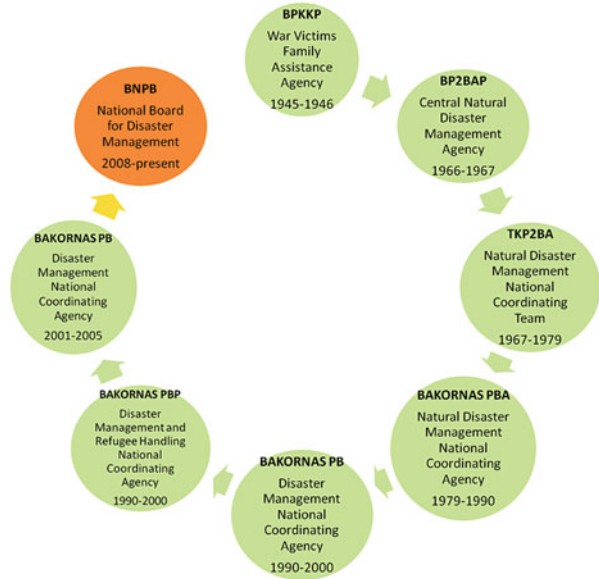 BPKKP
War Victims
Family
Assistance
Agency
1945-1946
BP2BAP
Central Natural
Disaster
Management
Agency
1966-1967
TKP2BA
Natural Disaster
Management
National
Coordinating
Team
1967-1979
BAKORNAS PBA
Natural Disaster
Management
National
Coordinating
Agency
1979-1990
BAKORNAS PB
Disaster
Management
National
Coordinating
Agency
1990-2000
BAKORNAS PBP
Disaster
Management and
Refugee Handling
National
Coordinating
Agency
1990-2000
BAKORNAS PB
Disaster
Management
National
Coordinating
Agency
2001-2005
BNPB
National Board
for Disaster
Management
2008-present